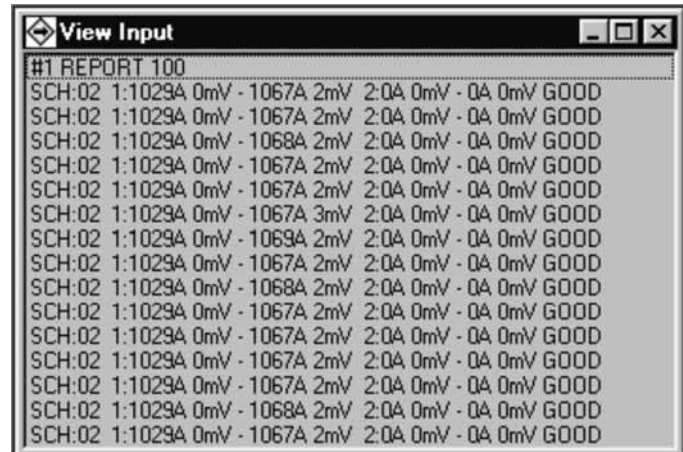 View Input
#1 REPORT 100
SCH:02 1:1029A 0mV - 1067A 2mV 2:0A 0mV - 0A 0mV GOOD
SCH:02 1:1029A 0mV - 1067A 2mV 2:0A 0mV - 0A 0mV GOOD
SCH:02 1:1029A 0mV - 1068A 2mV 2:0A 0mV - 0A 0mV GOOD
SCH:02 1:1029A 0mV - 1067A 2mV 2:0A 0mV - 0A 0mV GOOD
SCH:02 1:1029A 0mV - 1067A 2mV 2:0A 0mV - 0A 0mV GOOD
SCH:02 1:1029A 0mV - 1067A 3mV 2:0A 0mV - 0A 0mV GOOD
SCH:02 1:1029A 0mV - 1069A 2mV 2:0A 0mV - 0A 0mV GOOD
SCH:02 1:1029A 0mV - 1067A 2mV 2:0A 0mV - 0A 0mV GOOD
SCH:02 1:1029A 0mV - 1068A 2mV 2:0A 0mV - 0A 0mV GOOD
SCH:02 1:1029A 0mV - 1067A 2mV 2:0A 0mV - 0A 0mV GOOD
SCH:02 1:1029A 0mV - 1067A 2mV 2:0A 0mV - 0A 0mV GOOD
SCH:02 1:1029A 0mV - 1067A 2mV 2:0A 0mV - 0A 0mV GOOD
SCH:02 1:1029A 0mV - 1067A 2mV 2:0A 0mV - 0A 0mV GOOD
SCH:02 1:1029A 0mV - 1068A 2mV 2:0A 0mV - 0A 0mV GOOD
SCH:02 1:1029A 0mV - 1067A 2mV 2:0A 0mV - 0A 0mV GOOD